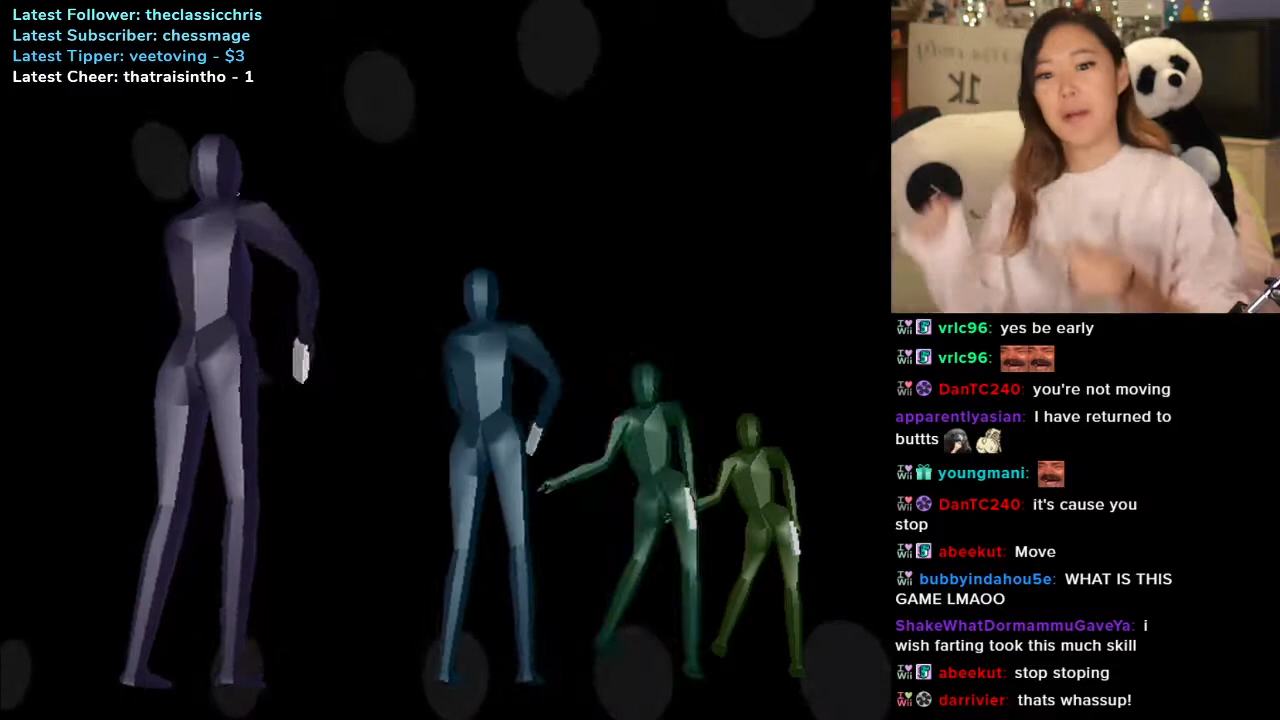 Latest Follower: theclassicchris
Latest Subscriber: chessmage
Latest Tipper: veetoving - $3
Latest Cheer: thatraisintho - 1
1K
vrlc96: yes be early
vrlc96:
DanTC240: you're not moving
apparentlyasian: I have returned to
buttts
youngmani:
DanTC240: it's cause you
stop
abeekut: Move
bubbyindahou5e: WHAT IS THIS
GAME LMAOO
ShakeWhatDormammuGaveYa: i
wish farting took this much skill
abeekut: stop stoping
darrivier: thats whassup!